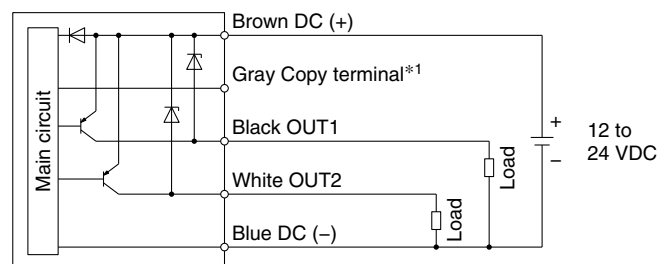 Brown DC (+)
Gray Copy terminal*1
Main circuit
Black OUT1
+
12 to
24 VDC
−
Load
White OUT2
Load
Blue DC (−)